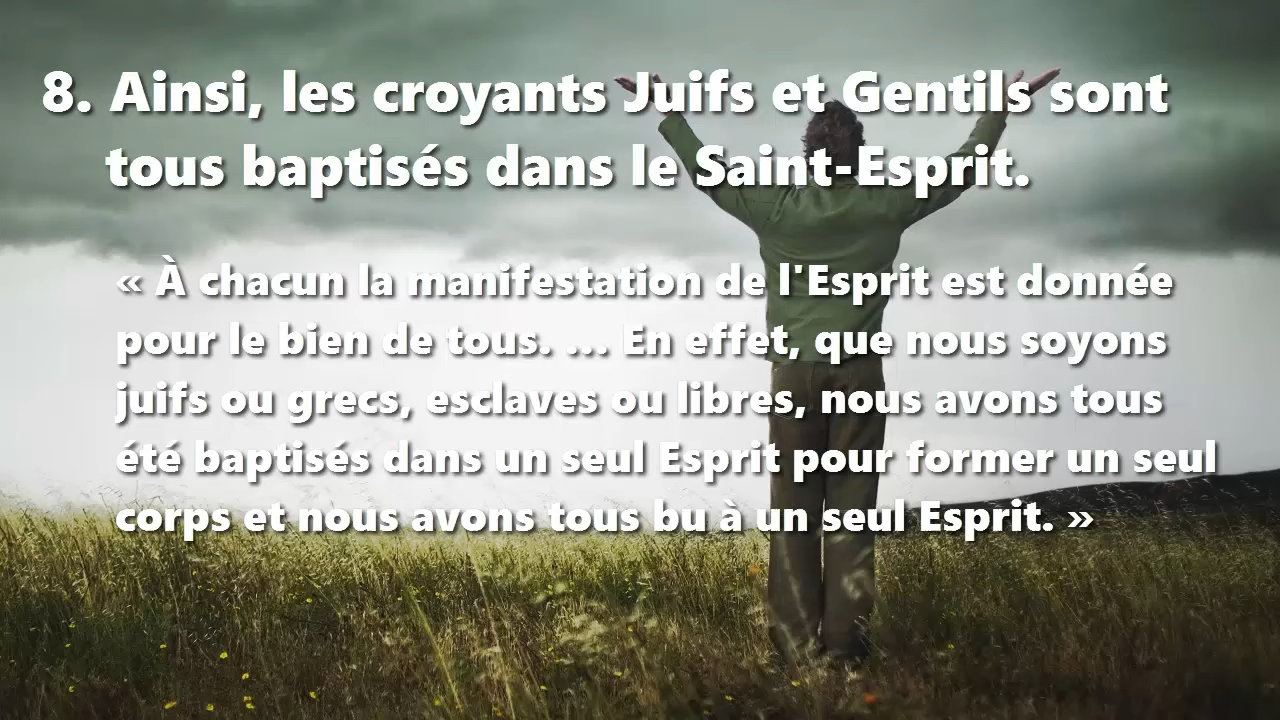 8. Ainsi, les croyants Juifs et Gentils sont
tous baptisés dans le Saint-Esprit.
« À chacun la manifestation de l'Esprit est donnée
pour le bien de tous. ... En effet, que nous soyons
juifs ou grecs, esclaves ou libres, nous avons tous
été baptisés dans un seul Esprit pour former un seul
corps et nous avons tous bu à un seul Esprit. »